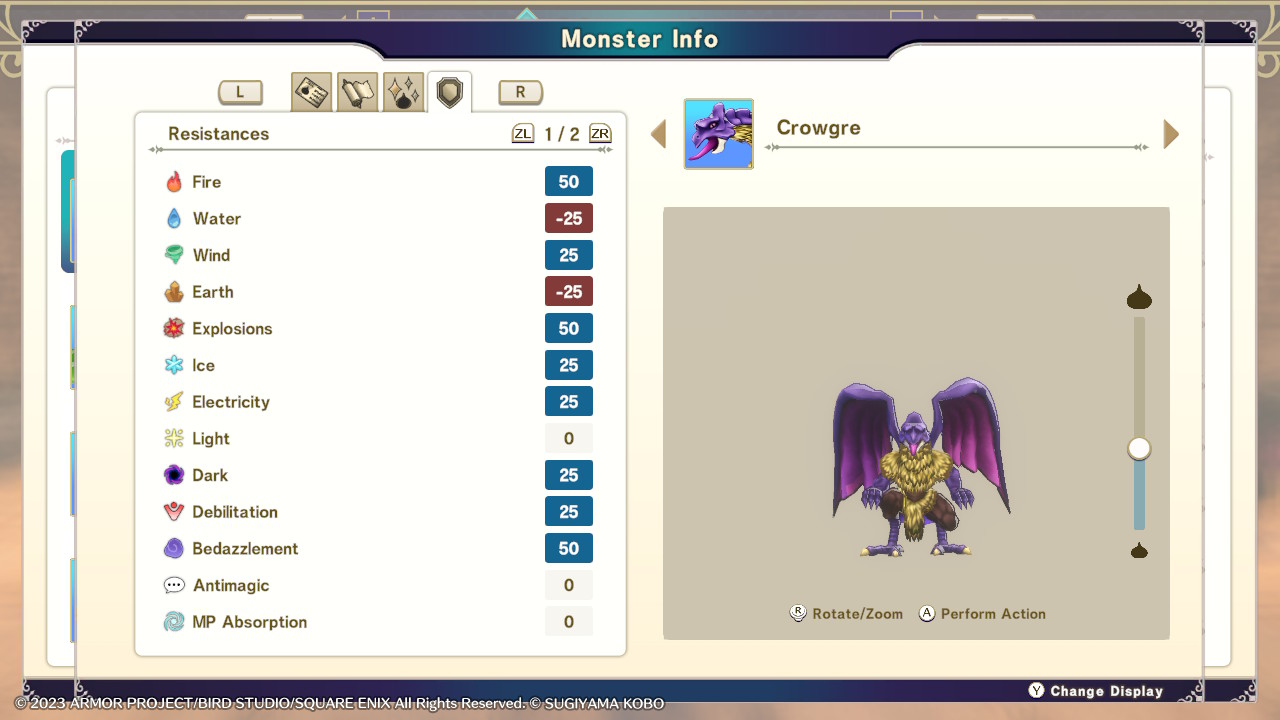 Monster Info
L R
Resistances ZL 1 / 2 ZR
Fire 50
Water -25
Wind 25
Earth -25
Explosions 50
Ice 25
Electricity 25
Light 0
Dark 25
Debilitation 25
Bedazzlement 50
Antimagic 0
MP Absorption 0
Crowgre
R Rotate/Zoom A Perform Action
Y Change Display
© 2023 ARMOR PROJECT/BIRD STUDIO/SQUARE ENIX All Rights Reserved. © SUGIYAMA KOBO